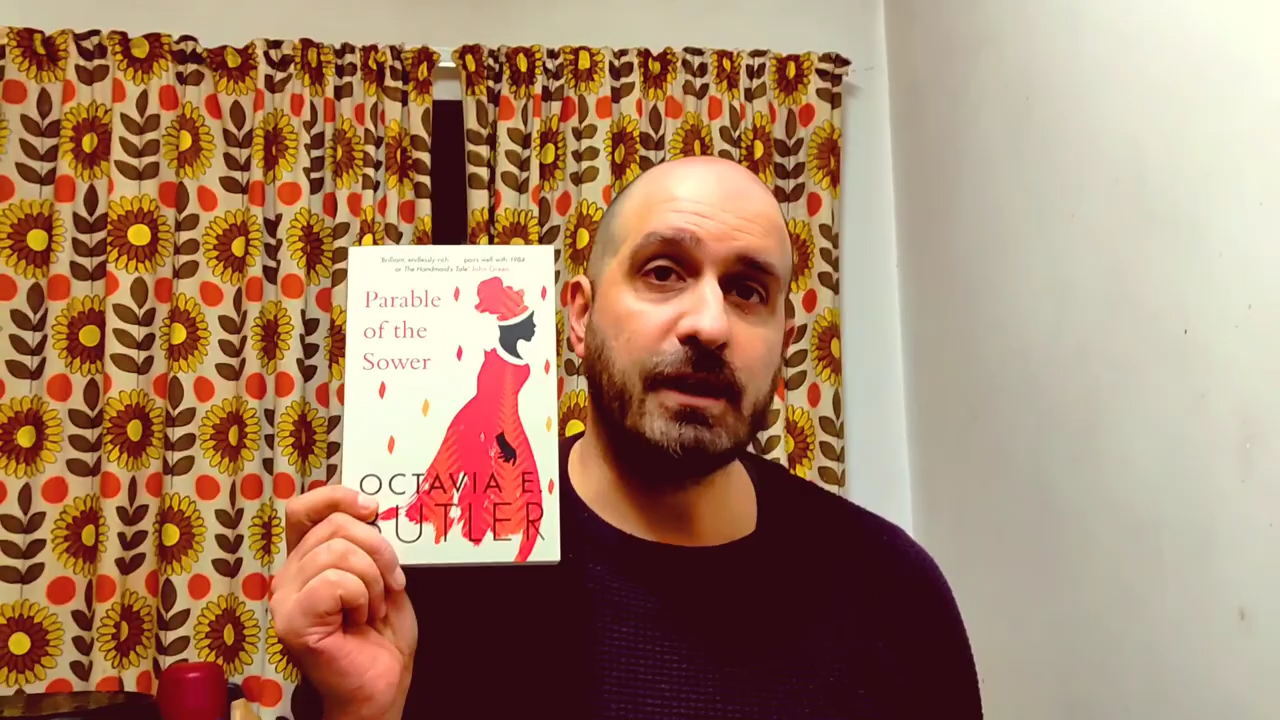 'Brilliant, endlessly rich pairs well with 1984
or The Handmaid's Tale' John Green
Parable
of the
Sower
OCTAVIA E.
BUTLER